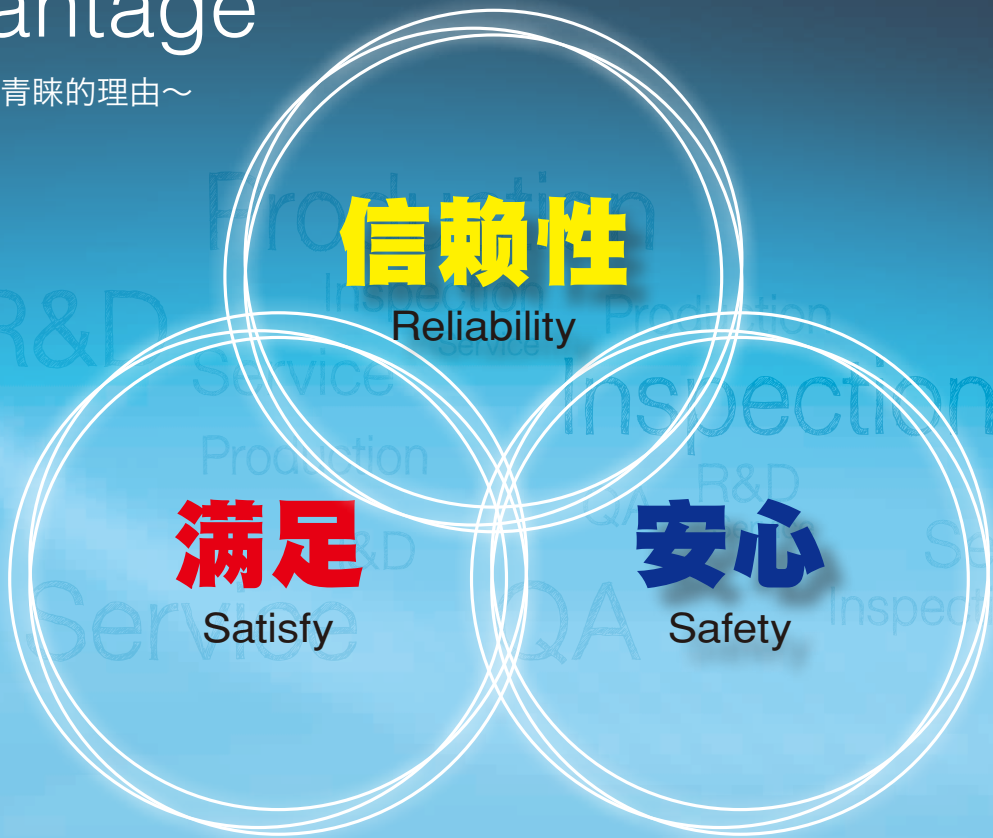 antage
青睐的理由～
Production
信赖性
Inspection
Reliability
Production
R&D
Service
Service
Inspection
Production
R&D
QA
满足
R&D
安心
Service
Satisfy
QA
Safety
Inspect